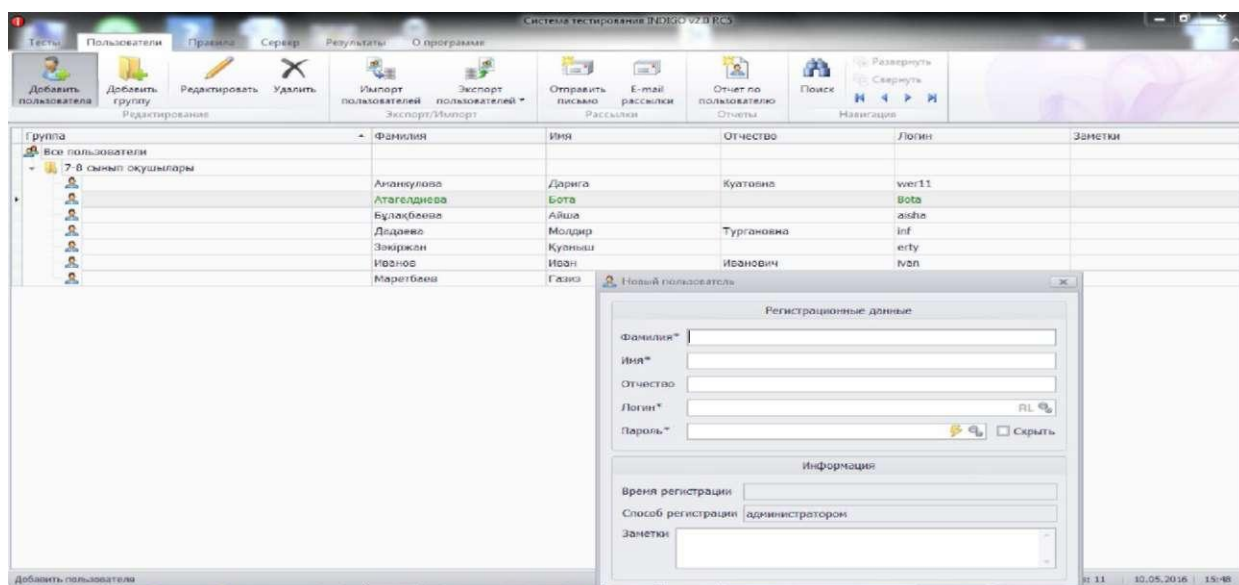 Система тестирования INDIGO v2.0 RC5
Тесты Пользователи Правила Сервер Результаты О программе
Добавить пользователя
Добавить группу
Редактировать
Удалить
Импорт пользователей
Экспорт пользователей
Отправить письмо
E-mail рассылки
Отчет по пользователю
Поиск
Развернуть
Свернуть
Редактирование Экспорт/Импорт Рассылки Отчеты Навигация
Группа Фамилия Имя Отчество Логин Заметки
Все пользователи
7-8 сынып оқушылары
Ананкулова Дарига Куатовна wer11
Атагелдиева Бота Bota
Бұлақбаева Айша aisha
Дадаева Молдир Тургановна inf
Зәкіржан Куаныш erty
Иванов Иван Иванович ivan
Маретбаев Газиз
Новый пользователь
Регистрационные данные
Фамилия*
Имя*
Отчество
Логин* RL
Пароль* Скрыть
Информация
Время регистрации
Способ регистрации администратором
Заметки
Добавить пользователя 11 10.05.2016 15:48